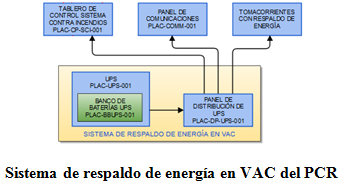 TABLERO DE
CONTROL SISTEMA
CONTRA INCENDIOS
PLAC-CP-SCI-001
PANEL DE
COMUNICACIONES
PLAC-COMM-001
TOMACORRIENTES
CON RESPALDO DE
ENERGÍA
UPS
PLAC-UPS-001
BANCO DE
BATERÍAS UPS
PLAC-BBUPS-001
PANEL DE
DISTRIBUCIÓN DE
UPS
PLAC-DP-UPS-001
SISTEMA DE RESPALDO DE ENERGÍA EN VAC
Sistema de respaldo de energía en VAC del PCR